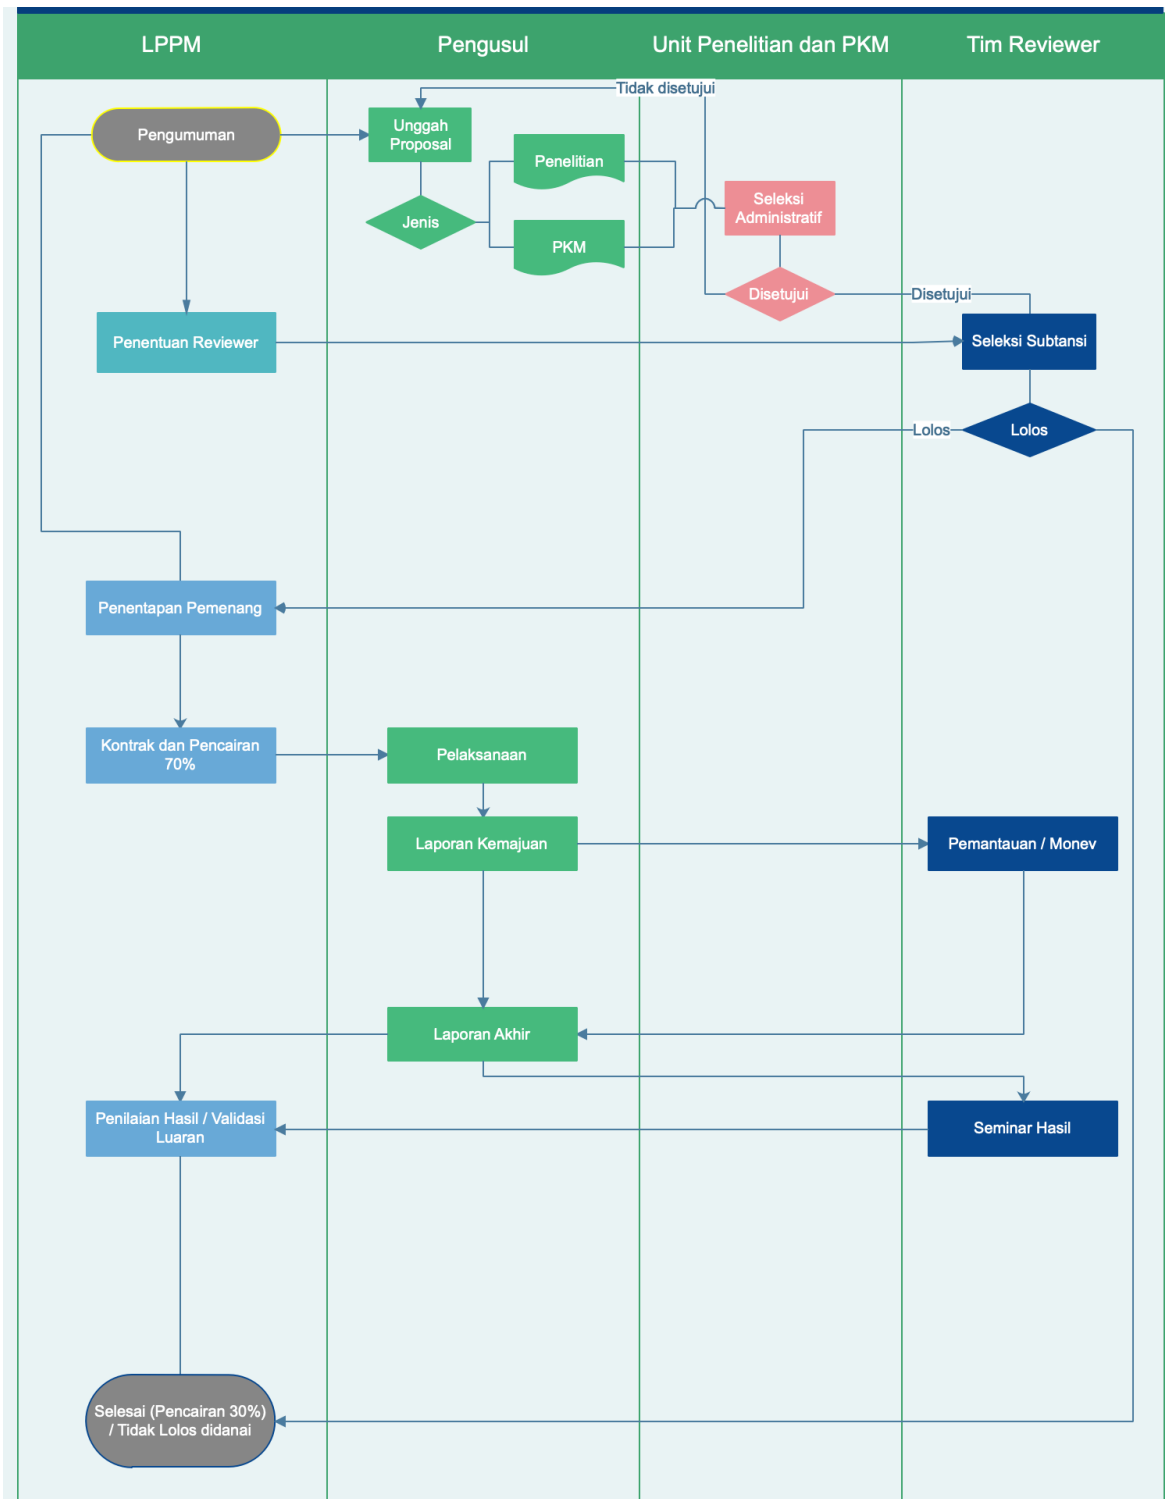 LPPM
Pengusul
Unit Penelitian dan PKM
Tim Reviewer
Tidak disetujui
Pengumuman
Unggah
Proposal
Penelitian
Jenis
PKM
Seleksi
Administratif
Disetujui
Disetujui
Penentuan Reviewer
Seleksi Subtansi
Lolos
Lolos
Penentapan Pemenang
Kontrak dan Pencairan
70%
Pelaksanaan
Laporan Kemajuan
Pemantauan / Monev
Laporan Akhir
Penilaian Hasil / Validasi
Luaran
Seminar Hasil
Selesai (Pencairan 30%)
/ Tidak Lolos didanai